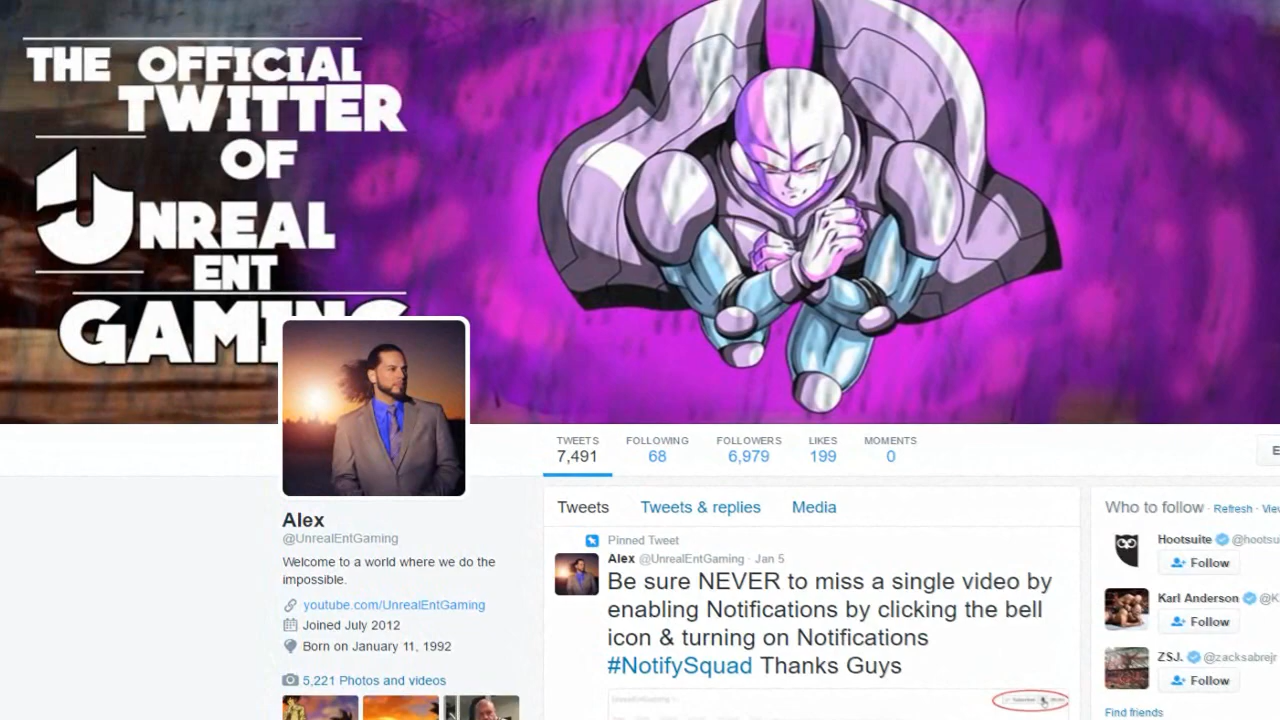 THE OFFICIAL
TWITTER
OF
UNREAL
ENT
GAMING
TWEETS FOLLOWING FOLLOWERS LIKES MOMENTS
7,491 68 6,979 199 0
Alex
@UnrealEntGaming
Welcome to a world where we do the
impossible.
youtube.com/UnrealEntGaming
Joined July 2012
Born on January 11, 1992
5,221 Photos and videos
Tweets Tweets & replies Media
Pinned Tweet
Alex @UnrealEntGaming · Jan 5
Be sure NEVER to miss a single video by
enabling Notifications by clicking the bell
icon & turning on Notifications
#NotifySquad Thanks Guys
Who to follow · Refresh · Vie
Hootsuite @hootsu
Follow
Karl Anderson @K
Follow
ZSJ. @zacksabrejr
Follow
Find friends